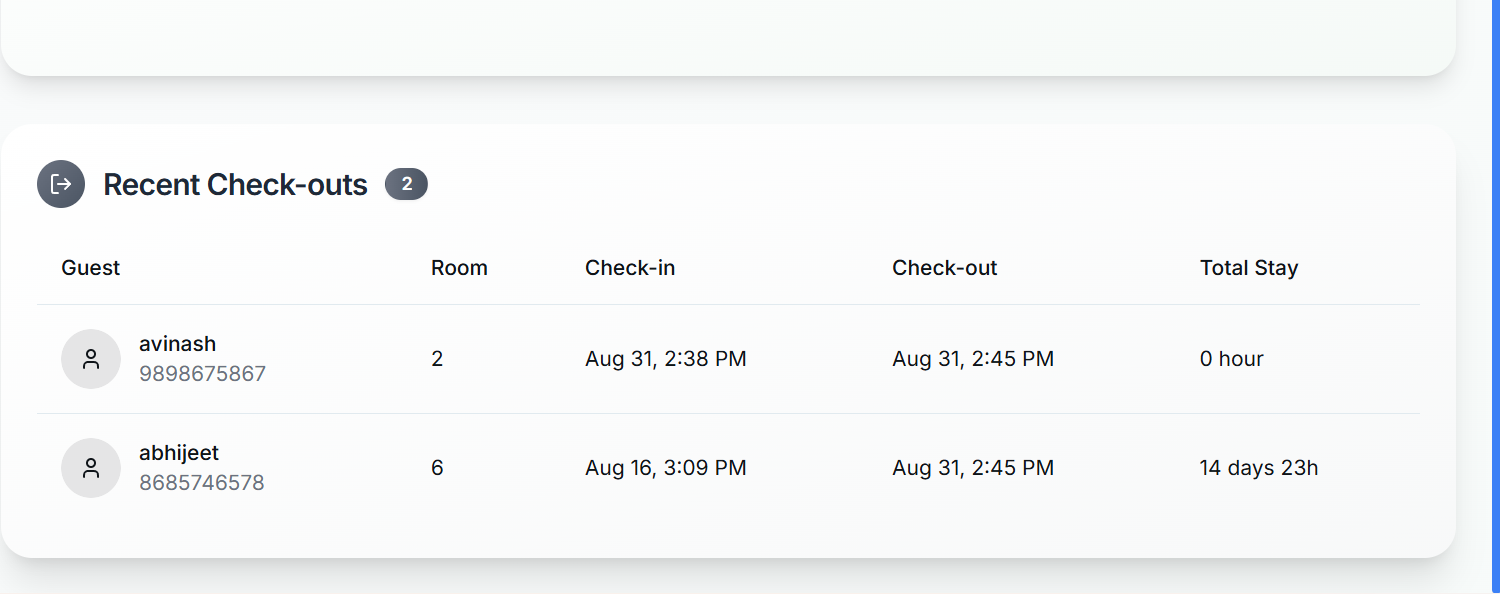 Recent Check-outs 2
Guest Room Check-in Check-out Total Stay
avinash
9898675867
2 Aug 31, 2:38 PM Aug 31, 2:45 PM 0 hour
abhijeet
8685746578
6 Aug 16, 3:09 PM Aug 31, 2:45 PM 14 days 23h